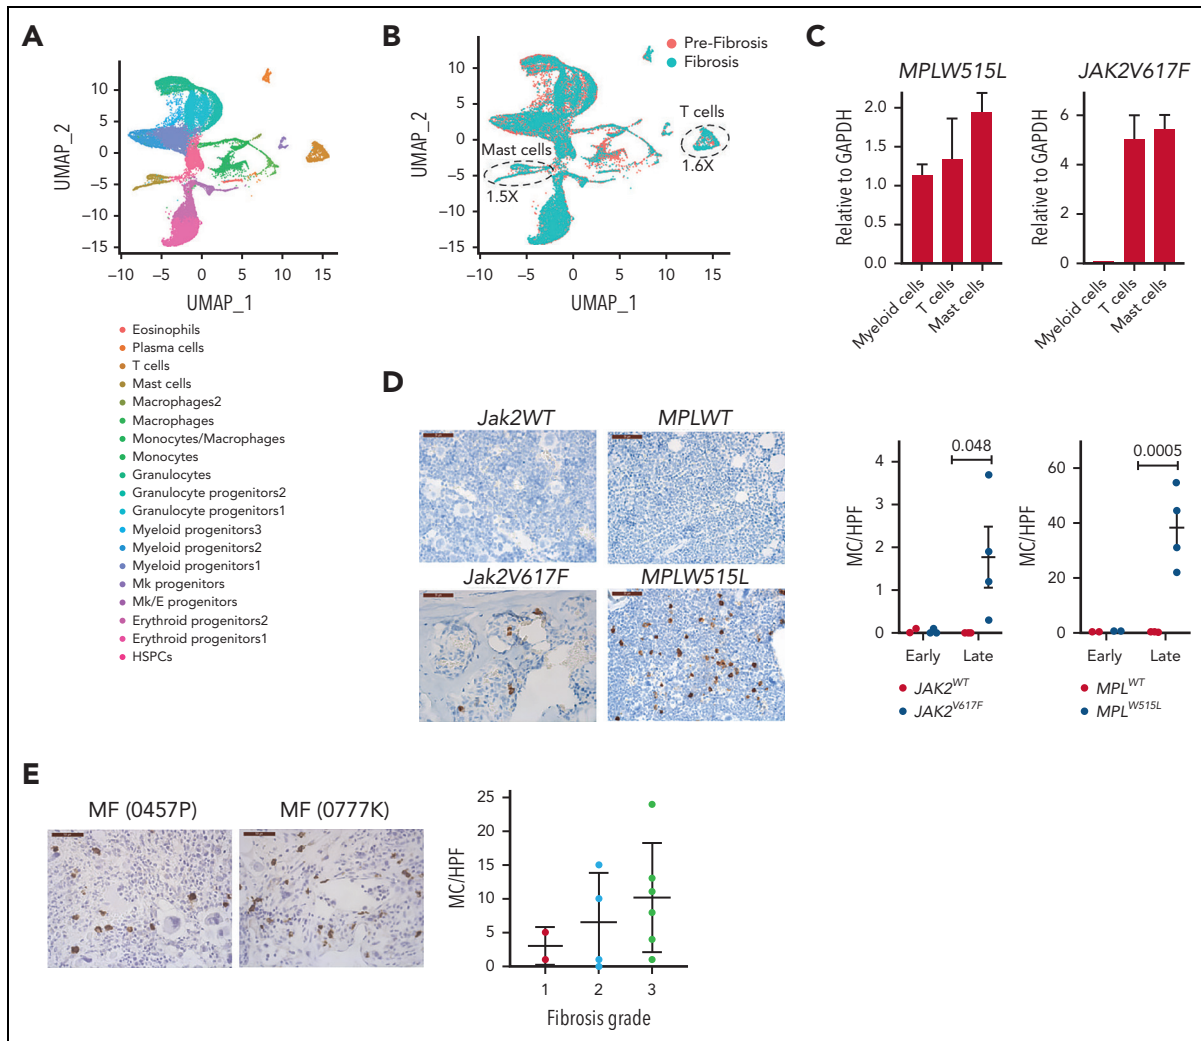 A
10
5
0
−5
−10
−15
UMAP_2
−10
−5
0
5
10
15
UMAP_1
Eosinophils
Plasma cells
T cells
Mast cells
Macrophages2
Macrophages
Monocytes/Macrophages
Monocytes
Granulocytes
Granulocyte progenitors2
Granulocyte progenitors1
Myeloid progenitors3
Myeloid progenitors2
Myeloid progenitors1
Mk progenitors
Mk/E progenitors
Erythroid progenitors2
Erythroid progenitors1
HSPCs
B
Pre-Fibrosis
Fibrosis
10
5
0
−5
−10
−15
UMAP_2
T cells
1.6X
Mast cells
1.5X
−10
−5
0
5
10
15
UMAP_1
C
MPLW515L
2.0
1.5
1.0
0.5
0.0
Relative to GAPDH
Myeloid cells
T cells
Mast cells
JAK2V617F
6
4
2
0
Relative to GAPDH
Myeloid cells
T cells
Mast cells
D
Jak2WT
MPLWT
Jak2V617F
MPLW515L
0.048
4
3
2
1
0
MC/HPF
Early
Late
JAK2WT
JAK2V617F
0.0005
60
40
20
0
MC/HPF
Early
Late
MPLWT
MPLW515L
E
MF (0457P)
MF (0777K)
25
20
15
10
5
0
MC/HPF
1
2
3
Fibrosis grade